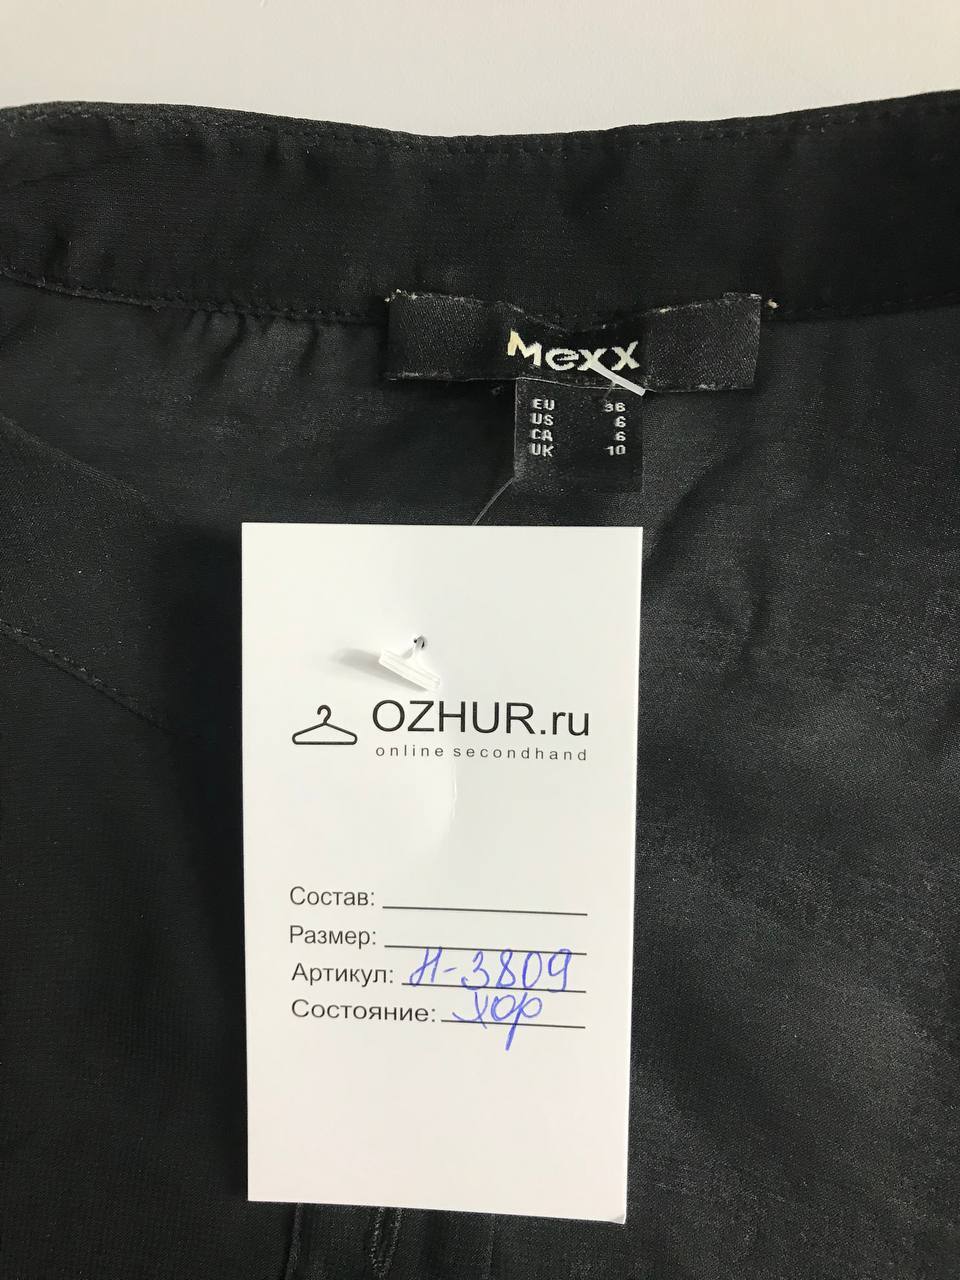 Mexx
EU 36
US 6
CA 6
UK 10
OZHUR.ru
online secondhand
Состав:
Размер:
Артикул: Н-3809
Состояние: хор